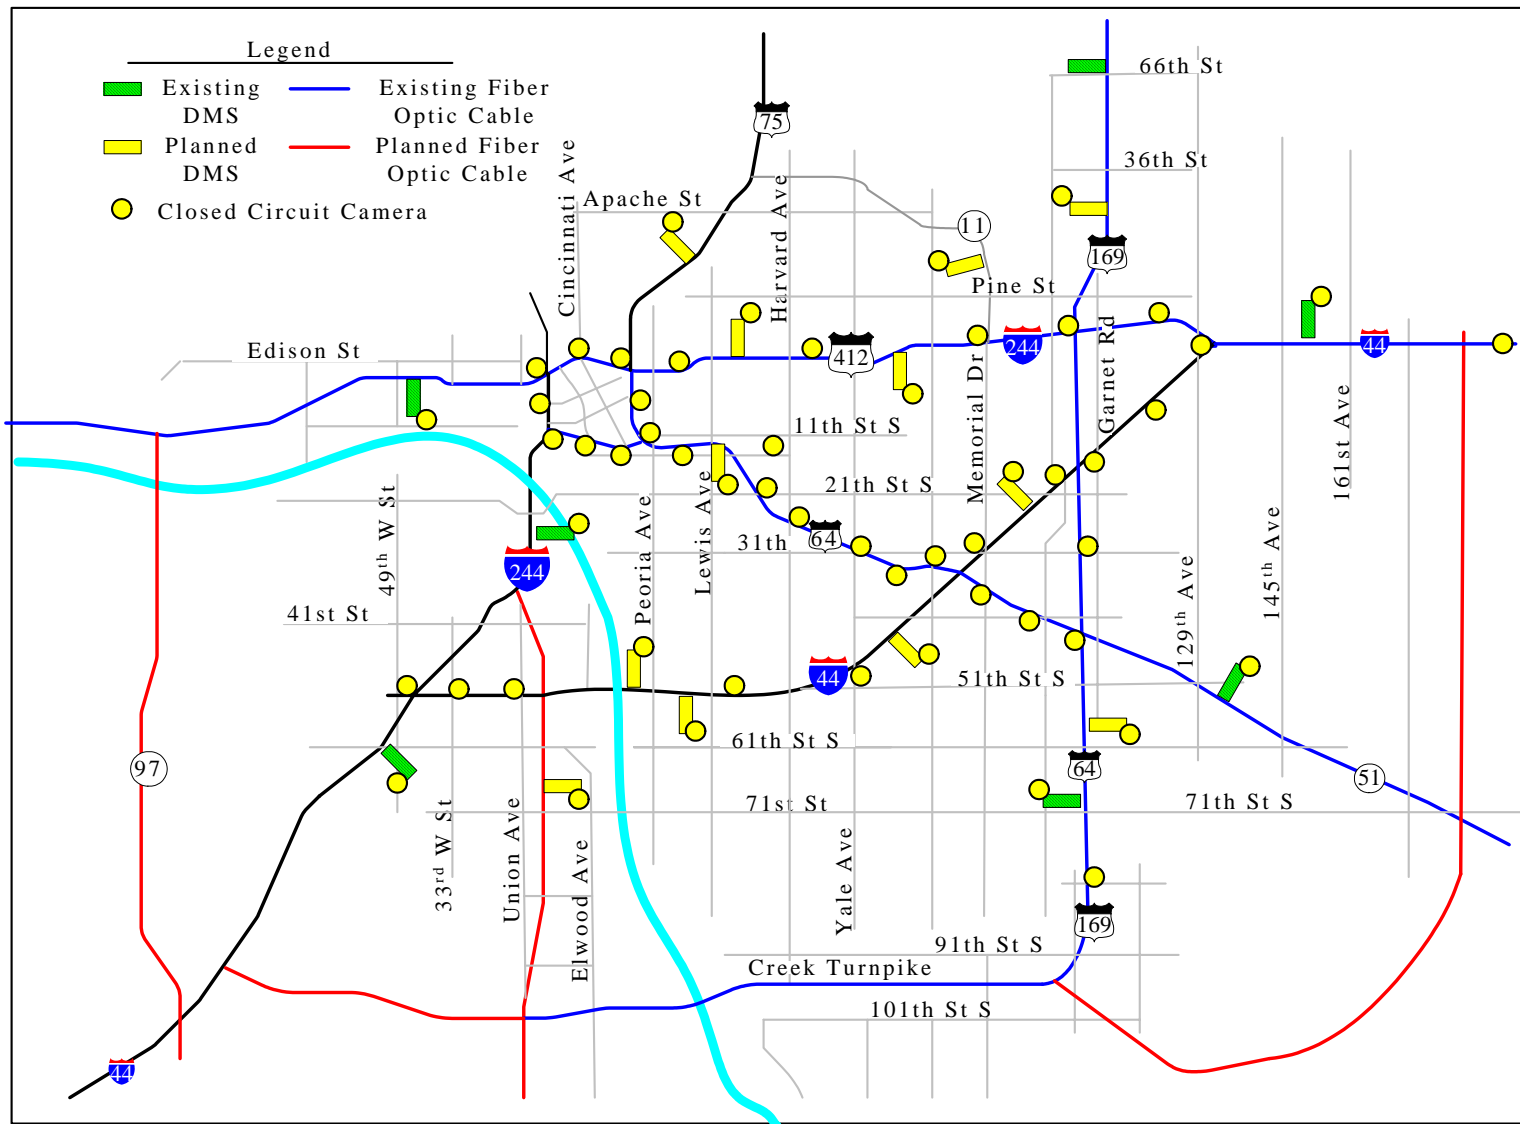 Legend
Existing
DMS
Existing Fiber
Optic Cable
Planned
DMS
Planned Fiber
Optic Cable
Closed Circuit Camera
66th St
75
36th St
Cincinnati Ave
Apache St
Harvard Ave
11
169
Pine St
Edison St
412
244
Garnet Rd
44
Memorial Dr
161st Ave
11th St S
49th W St
21th St S
Lewis Ave
Peoria Ave
31th
64
145th Ave
244
129th Ave
41st St
44
51th St S
61th St S
97
64
51
71st St
71th St S
33rd W St
Union Ave
Elwood Ave
Yale Ave
169
91th St S
Creek Turnpike
101th St S
44